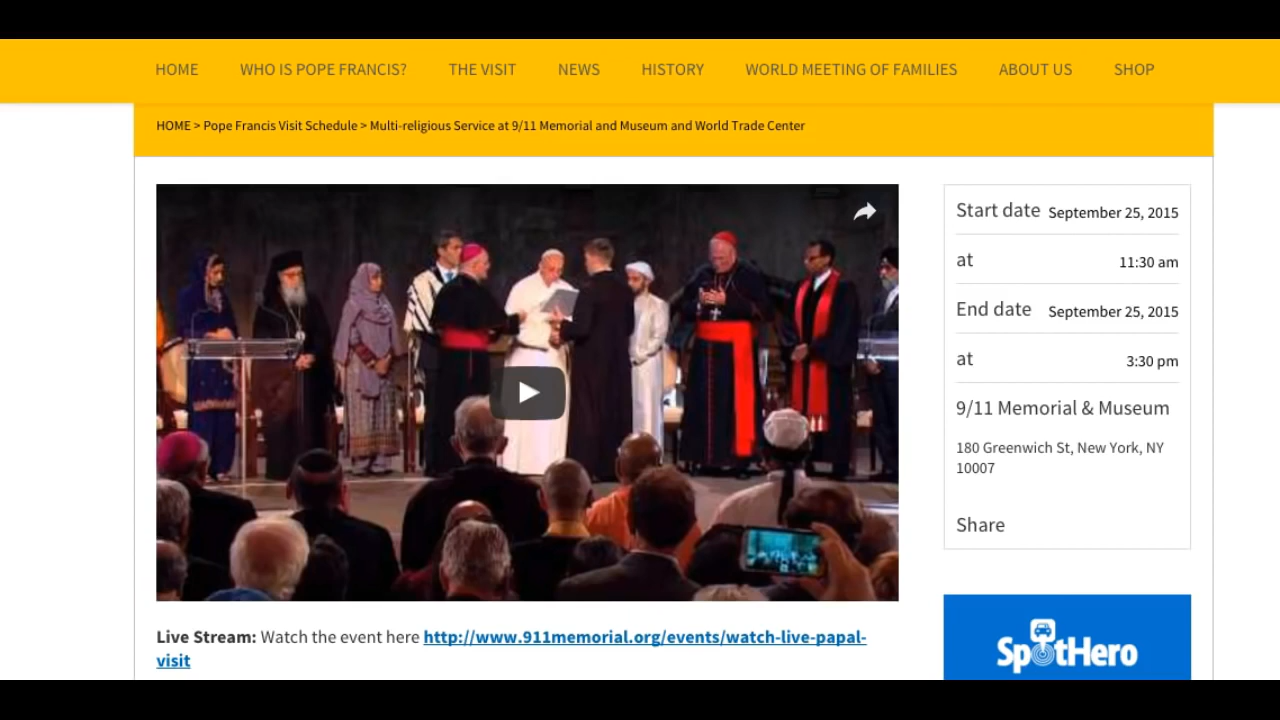 HOME WHO IS POPE FRANCIS? THE VISIT NEWS HISTORY WORLD MEETING OF FAMILIES ABOUT US SHOP
HOME > Pope Francis Visit Schedule > Multi-religious Service at 9/11 Memorial and Museum and World Trade Center
Start date September 25, 2015
at 11:30 am
End date September 25, 2015
at 3:30 pm
9/11 Memorial & Museum
180 Greenwich St, New York, NY
10007
Share
Live Stream: Watch the event here http://www.911memorial.org/events/watch-live-papal-
visit
SpotHero